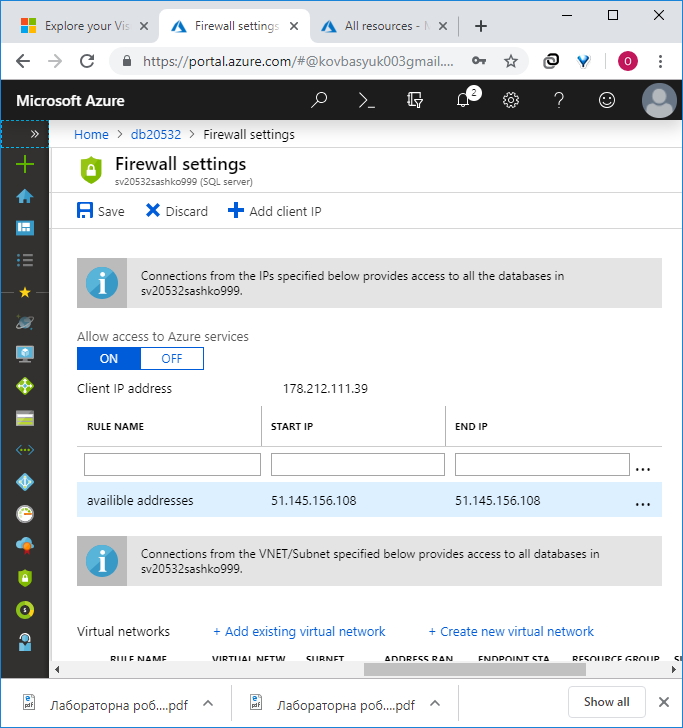 Explore your Vis
Firewall settings
All resources - M
https://portal.azure.com/#@kovbasyuk003gmail....
O
Microsoft Azure
2
Home > db20532 > Firewall settings
Firewall settings
sv20532sashko999 (SQL server)
Save Discard Add client IP
Connections from the IPs specified below provides access to all the databases in
sv20532sashko999.
Allow access to Azure services
ON OFF
Client IP address 178.212.111.39
RULE NAME START IP END IP
...
availible addresses 51.145.156.108 51.145.156.108 ...
Connections from the VNET/Subnet specified below provides access to all databases in
sv20532sashko999.
Virtual networks + Add existing virtual network + Create new virtual network
RULE NAME VIRTUAL NETW SUBNET ADDRESS RAN ENDPOINT STA RESOURCE GROUP
Лабораторна роб....pdf
Лабораторна роб....pdf
Show all